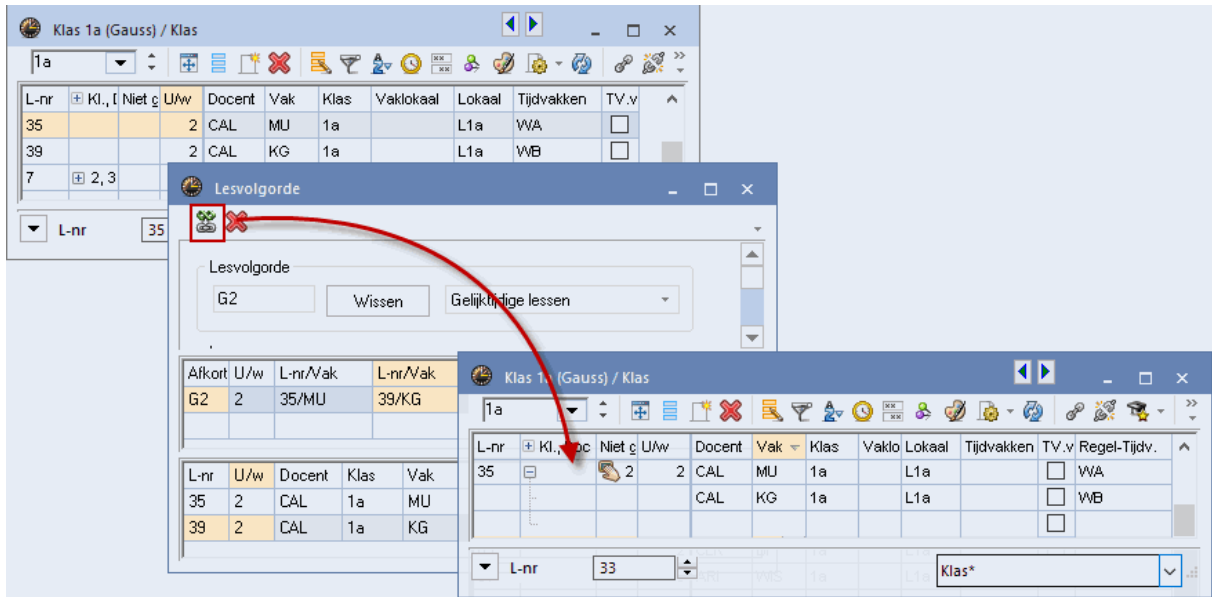 Klas 1a (Gauss) / Klas
1a
L-nr Kl., [ Niet g U/w Docent Vak Klas Vaklokaal Lokaal Tijdvakken TV.v
35 2 CAL MU 1a L1a WA
39 2 CAL KG 1a L1a WB
7 2, 3
L-nr 35
Lesvolgorde
Lesvolgorde
G2 Wissen Gelijktijdige lessen
Afkort U/w L-nr/Vak L-nr/Vak
G2 2 35/MU 39/KG
L-nr U/w Docent Klas Vak
35 2 CAL 1a MU
39 2 CAL 1a KG
Klas 1a (Gauss) / Klas
1a
L-nr Kl., Niet g U/w Docent Vak Klas Vaklo Lokaal Tijdvakken TV.v Regel-Tijdv.
35 2 2 CAL MU 1a L1a WA
CAL KG 1a L1a WB
L-nr 33 Klas*